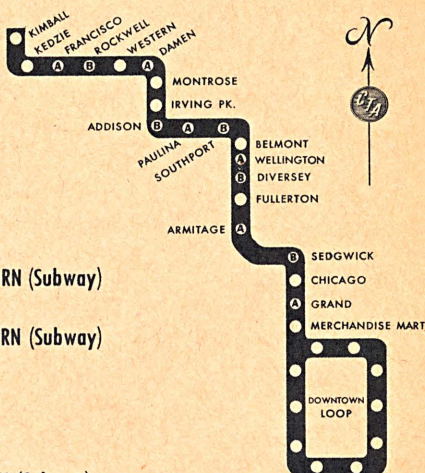 KIMBALL
KEDZIE
FRANCISCO
ROCKWELL
WESTERN
DAMEN
A
B
A
N
CTA
MONTROSE
IRVING PK.
ADDISON B
A
B
PAULINA
SOUTHPORT
BELMONT
A WELLINGTON
B DIVERSEY
FULLERTON
ARMITAGE A
B SEDGWICK
RN (Subway)
CHICAGO
A GRAND
MERCHANDISE MART
RN (Subway)
DOWNTOWN
LOOP